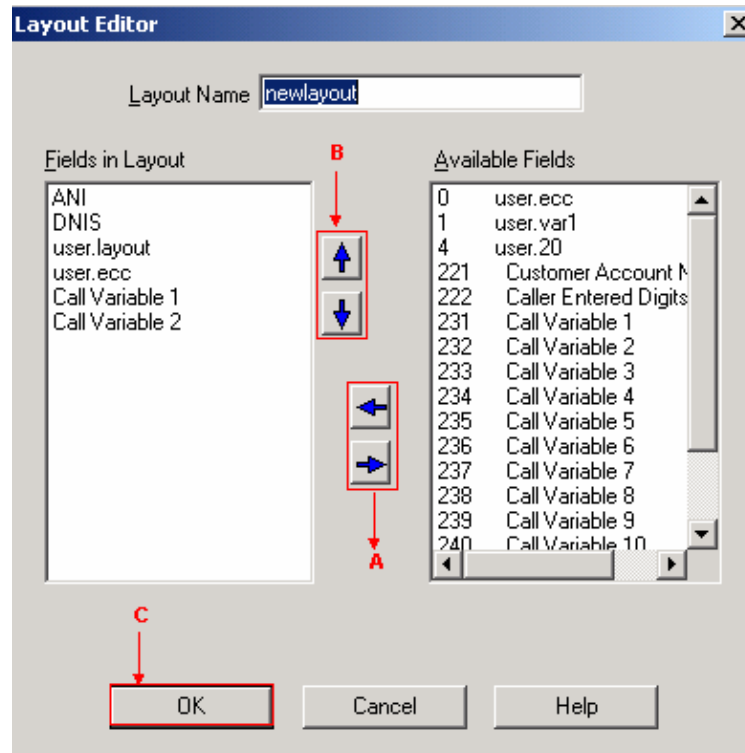 Layout Editor
Layout Name newlayout
Fields in Layout
B
Available Fields
ANI
DNIS
user.layout
user.ecc
Call Variable 1
Call Variable 2
0 user.ecc
1 user.var1
4 user.20
221 Customer Account
222 Caller Entered Digits
231 Call Variable 1
232 Call Variable 2
233 Call Variable 3
234 Call Variable 4
235 Call Variable 5
236 Call Variable 6
237 Call Variable 7
238 Call Variable 8
239 Call Variable 9
240 Call Variable 10
A
C
OK Cancel Help